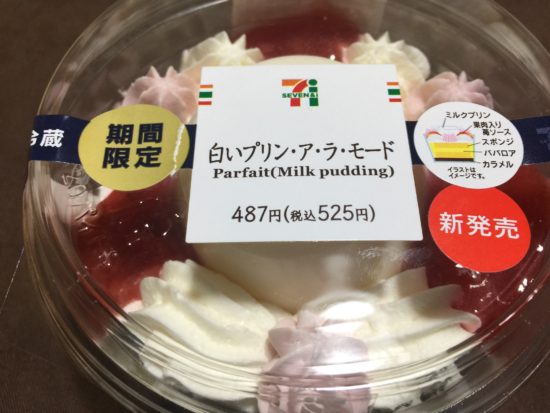 冷蔵
期間
限定
SEVEN & i
白いプリン・ア・ラ・モード
Parfait(Milk pudding)
487円(税込525円)
ミルクプリン
果肉入り
苺ソース
スポンジ
ババロア
カラメル
イラストは
イメージです。
新発売